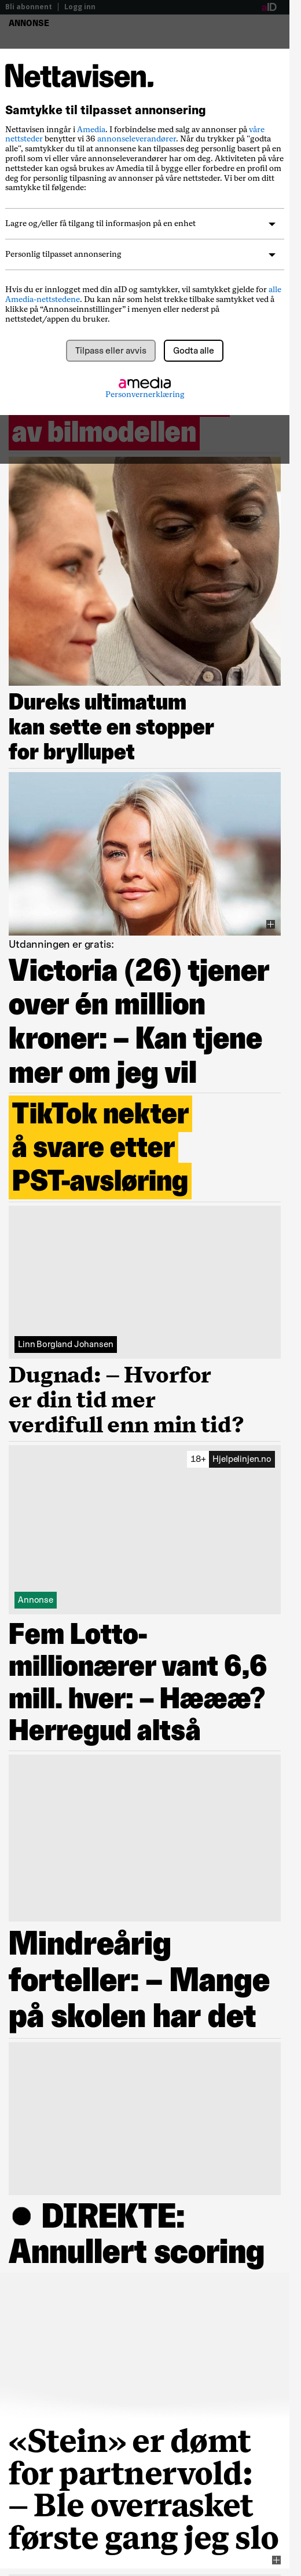 Bli abonnent | Logg inn
aID
ANNONSE
Nettavisen.
Samtykke til tilpasset annonsering
Nettavisen inngår i Amedia. I forbindelse med salg av annonser på våre
nettsteder benytter vi 36 annonseleverandører. Når du trykker på "godta
alle", samtykker du til at annonsene kan tilpasses deg personlig basert på en
profil som vi eller våre annonseleverandører har om deg. Aktiviteten på våre
nettsteder kan også brukes av Amedia til å bygge eller forbedre en profil om
deg for personlig tilpasning av annonser på våre nettsteder. Vi ber om ditt
samtykke til følgende:
Lagre og/eller få tilgang til informasjon på en enhet
Personlig tilpasset annonsering
Hvis du er innlogget med din aID og samtykker, vil samtykket gjelde for alle
Amedia-nettstedene. Du kan når som helst trekke tilbake samtykket ved å
klikke på “Annonseinnstillinger” i menyen eller nederst på
nettstedet/appen du bruker.
Tilpass eller avvis
Godta alle
amedia
Personvernerklæring
av bilmodellen
Dureks ultimatum
kan sette en stopper
for bryllupet
Utdanningen er gratis:
Victoria (26) tjener
over én million
kroner: – Kan tjene
mer om jeg vil
TikTok nekter
å svare etter
PST-avsløring
Linn Borgland Johansen
Dugnad: – Hvorfor
er din tid mer
verdifull enn min tid?
18+ Hjelpelinjen.no
Annonse
Fem Lotto-
millionærer vant 6,6
mill. hver: – Hæææ?
Herregud altså
Mindreårig
forteller: – Mange
på skolen har det
● DIREKTE:
Annullert scoring
«Stein» er dømt
for partnervold:
– Ble overrasket
første gang jeg slo